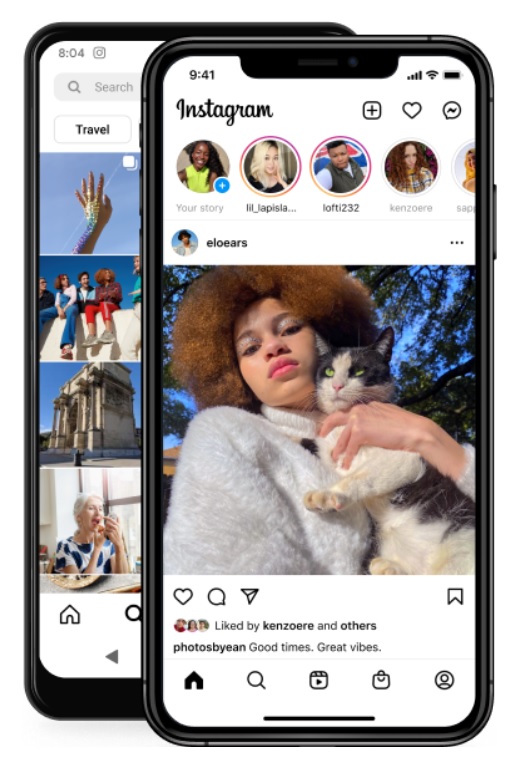 8:04
Search
Travel
9:41
Instagram
Your story
lil_lapisla...
lofti232
kenzoere
sap
eloears
Liked by kenzoere and others
photosbyean Good times. Great vibes.